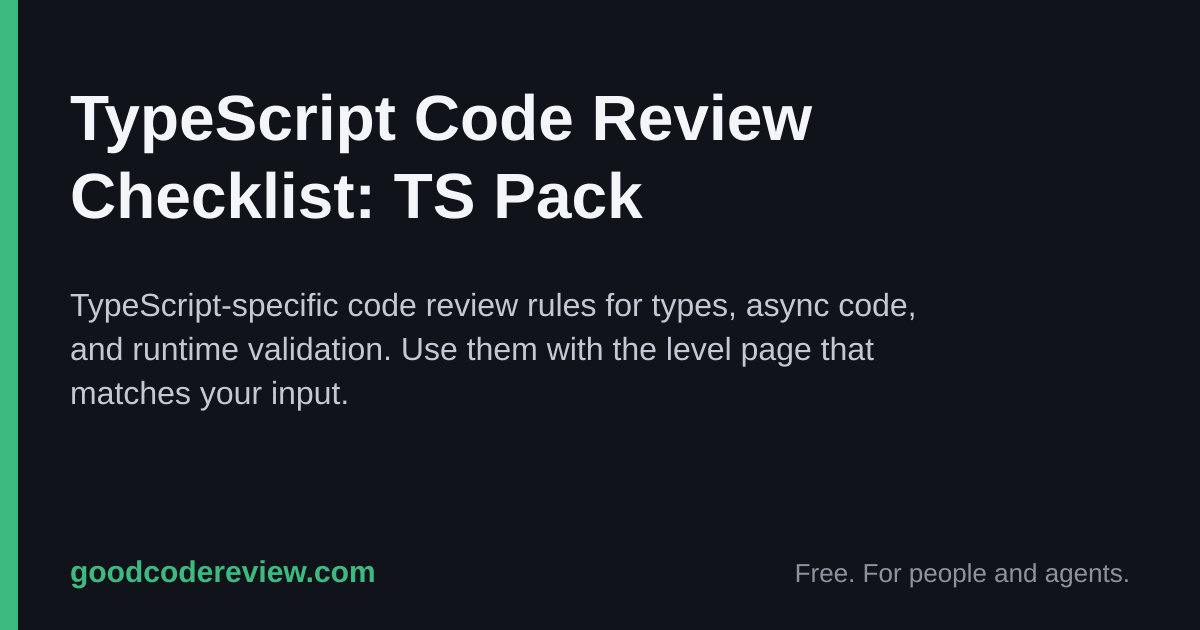 TypeScript Code Review
Checklist: TS Pack
TypeScript-specific code review rules for types, async code,
and runtime validation. Use them with the level page that
matches your input.
goodcodereview.com
Free. For people and agents.